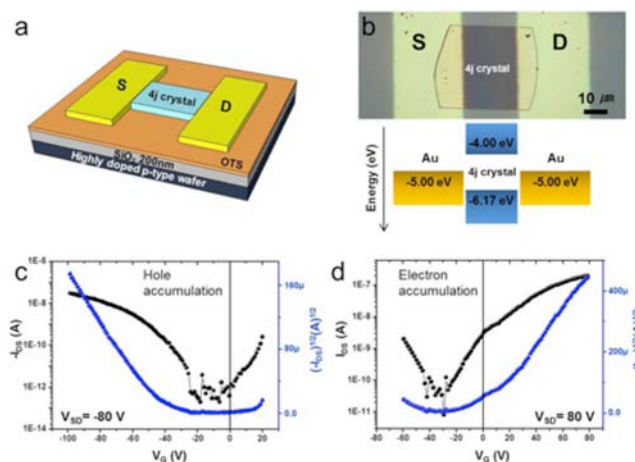 a
S
4j crystal
D
SiO₂ 200nm
OTS
Highly doped p-type wafer
b
S
D
4j crystal
10 μm
Energy (eV)
-4.00 eV
Au
4j crystal
Au
-5.00 eV
-6.17 eV
-5.00 eV
c
Hole
accumulation
1E-6
1E-8
1E-10
1E-12
1E-14
-I_DS (A)
160μ
80μ
0.0
(-I_DS)^1/2(A)^1/2
V_SD= -80 V
-100 -80 -60 -40 -20 0 20
V_G (V)
d
Electron
accumulation
1E-7
1E-8
1E-9
1E-10
1E-11
I_DS (A)
400μ
200μ
0.0
V_SD= 80 V
-80 -60 -40 -20 0 20 40 60 80
V_G (V)